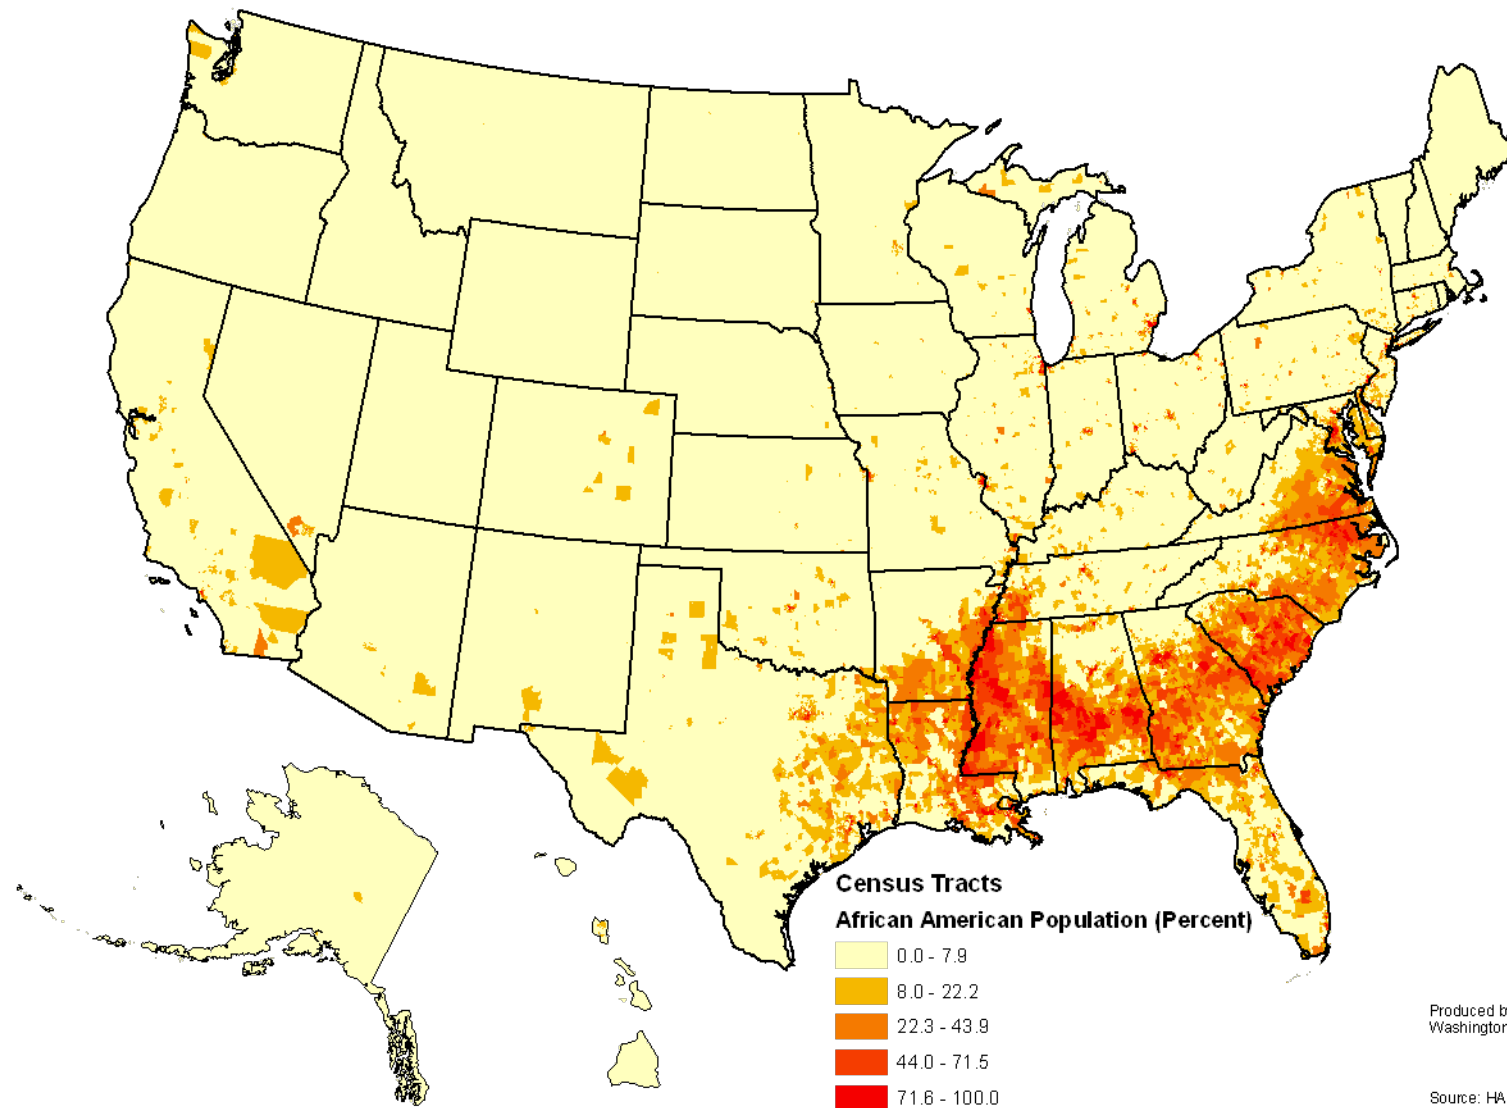 Census Tracts
African American Population (Percent)
0.0 - 7.9
8.0 - 22.2
22.3 - 43.9
44.0 - 71.5
71.6 - 100.0
Produced b
Washington
Source: HA